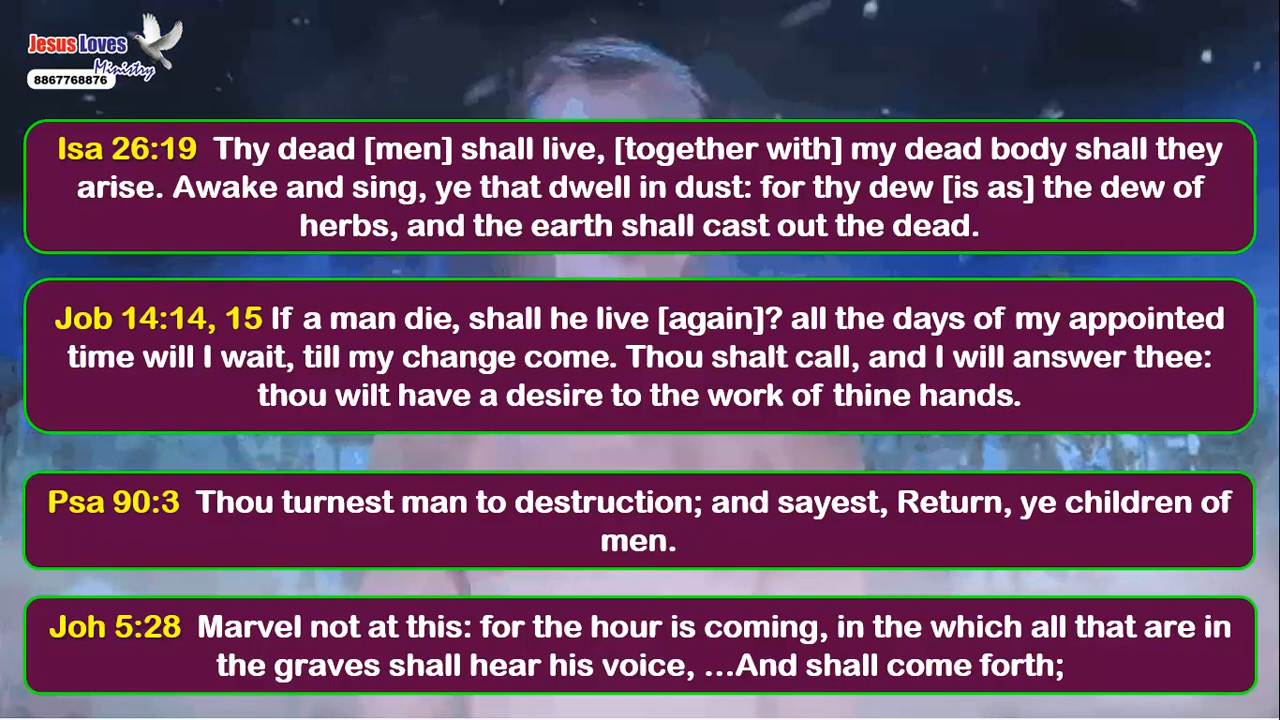 Jesus Loves
Ministry
8867768876
Isa 26:19 Thy dead [men] shall live, [together with] my dead body shall they
arise. Awake and sing, ye that dwell in dust: for thy dew [is as] the dew of
herbs, and the earth shall cast out the dead.
Job 14:14, 15 If a man die, shall he live [again]? all the days of my appointed
time will I wait, till my change come. Thou shalt call, and I will answer thee:
thou wilt have a desire to the work of thine hands.
Psa 90:3 Thou turnest man to destruction; and sayest, Return, ye children of
men.
Joh 5:28 Marvel not at this: for the hour is coming, in the which all that are in
the graves shall hear his voice, ...And shall come forth;